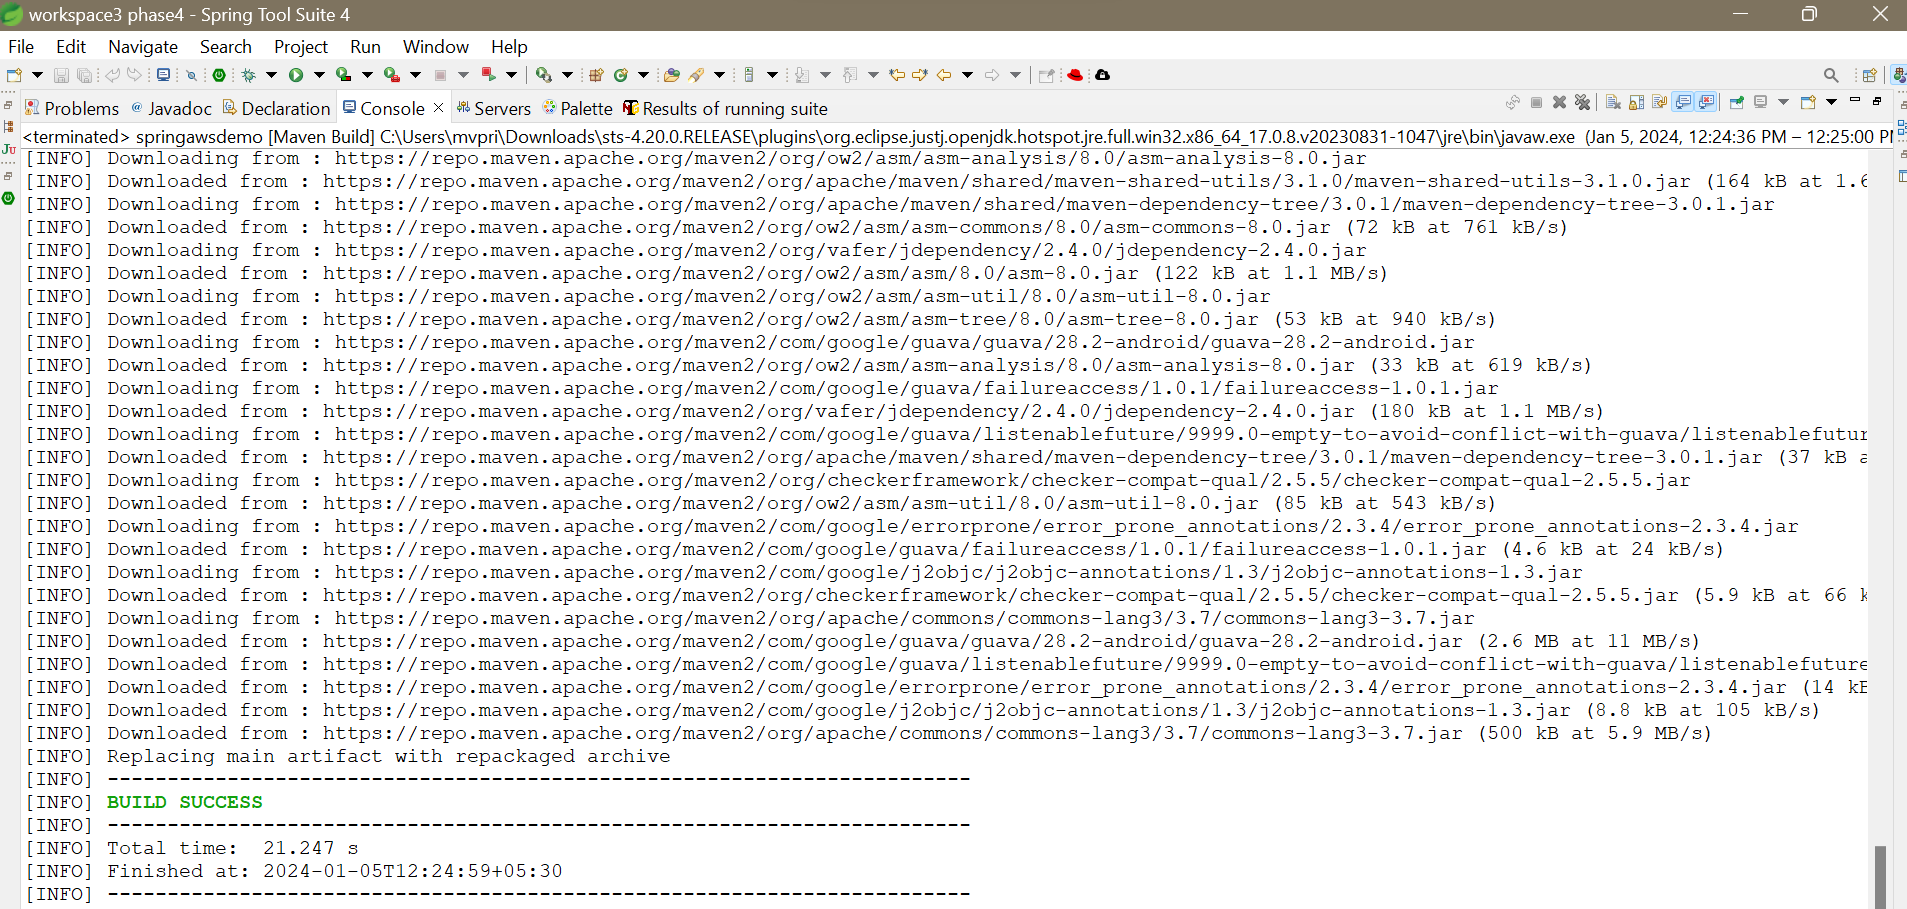 workspace3 phase4 - Spring Tool Suite 4
File Edit Navigate Search Project Run Window Help
Problems @ Javadoc Declaration Console Servers Palette Results of running suite
<terminated> springawsdemo [Maven Build] C:\Users\mvpri\Downloads\sts-4.20.0.RELEASE\plugins\org.eclipse.justj.openjdk.hotspot.jre.full.win32.x86_64_17.0.8.v20230831-1047\jre\bin\javaw.exe (Jan 5, 2024, 12:24:36 PM – 12:25:00 PM
[INFO] Downloading from : https://repo.maven.apache.org/maven2/org/ow2/asm/asm-analysis/8.0/asm-analysis-8.0.jar
[INFO] Downloaded from : https://repo.maven.apache.org/maven2/org/apache/maven/shared/maven-shared-utils/3.1.0/maven-shared-utils-3.1.0.jar (164 kB at 1.6
[INFO] Downloading from : https://repo.maven.apache.org/maven2/org/apache/maven/shared/maven-dependency-tree/3.0.1/maven-dependency-tree-3.0.1.jar
[INFO] Downloaded from : https://repo.maven.apache.org/maven2/org/ow2/asm/asm-commons/8.0/asm-commons-8.0.jar (72 kB at 761 kB/s)
[INFO] Downloading from : https://repo.maven.apache.org/maven2/org/vafer/jdependency/2.4.0/jdependency-2.4.0.jar
[INFO] Downloaded from : https://repo.maven.apache.org/maven2/org/ow2/asm/asm/8.0/asm-8.0.jar (122 kB at 1.1 MB/s)
[INFO] Downloading from : https://repo.maven.apache.org/maven2/org/ow2/asm/asm-util/8.0/asm-util-8.0.jar
[INFO] Downloaded from : https://repo.maven.apache.org/maven2/org/ow2/asm/asm-tree/8.0/asm-tree-8.0.jar (53 kB at 940 kB/s)
[INFO] Downloading from : https://repo.maven.apache.org/maven2/com/google/guava/guava/28.2-android/guava-28.2-android.jar
[INFO] Downloaded from : https://repo.maven.apache.org/maven2/org/ow2/asm/asm-analysis/8.0/asm-analysis-8.0.jar (33 kB at 619 kB/s)
[INFO] Downloading from : https://repo.maven.apache.org/maven2/com/google/guava/failureaccess/1.0.1/failureaccess-1.0.1.jar
[INFO] Downloaded from : https://repo.maven.apache.org/maven2/org/vafer/jdependency/2.4.0/jdependency-2.4.0.jar (180 kB at 1.1 MB/s)
[INFO] Downloading from : https://repo.maven.apache.org/maven2/com/google/guava/listenablefuture/9999.0-empty-to-avoid-conflict-with-guava/listenablefutur
[INFO] Downloaded from : https://repo.maven.apache.org/maven2/org/apache/maven/shared/maven-dependency-tree/3.0.1/maven-dependency-tree-3.0.1.jar (37 kB a
[INFO] Downloading from : https://repo.maven.apache.org/maven2/org/checkerframework/checker-compat-qual/2.5.5/checker-compat-qual-2.5.5.jar
[INFO] Downloaded from : https://repo.maven.apache.org/maven2/org/ow2/asm/asm-util/8.0/asm-util-8.0.jar (85 kB at 543 kB/s)
[INFO] Downloading from : https://repo.maven.apache.org/maven2/com/google/errorprone/error_prone_annotations/2.3.4/error_prone_annotations-2.3.4.jar
[INFO] Downloaded from : https://repo.maven.apache.org/maven2/com/google/guava/failureaccess/1.0.1/failureaccess-1.0.1.jar (4.6 kB at 24 kB/s)
[INFO] Downloading from : https://repo.maven.apache.org/maven2/com/google/j2objc/j2objc-annotations/1.3/j2objc-annotations-1.3.jar
[INFO] Downloaded from : https://repo.maven.apache.org/maven2/org/checkerframework/checker-compat-qual/2.5.5/checker-compat-qual-2.5.5.jar (5.9 kB at 66 k
[INFO] Downloading from : https://repo.maven.apache.org/maven2/org/apache/commons/commons-lang3/3.7/commons-lang3-3.7.jar
[INFO] Downloaded from : https://repo.maven.apache.org/maven2/com/google/guava/guava/28.2-android/guava-28.2-android.jar (2.6 MB at 11 MB/s)
[INFO] Downloaded from : https://repo.maven.apache.org/maven2/com/google/guava/listenablefuture/9999.0-empty-to-avoid-conflict-with-guava/listenablefuture
[INFO] Downloaded from : https://repo.maven.apache.org/maven2/com/google/errorprone/error_prone_annotations/2.3.4/error_prone_annotations-2.3.4.jar (14 kB
[INFO] Downloaded from : https://repo.maven.apache.org/maven2/com/google/j2objc/j2objc-annotations/1.3/j2objc-annotations-1.3.jar (8.8 kB at 105 kB/s)
[INFO] Downloaded from : https://repo.maven.apache.org/maven2/org/apache/commons/commons-lang3/3.7/commons-lang3-3.7.jar (500 kB at 5.9 MB/s)
[INFO] Replacing main artifact with repackaged archive
[INFO] ------------------------------------------------------------------------
[INFO] BUILD SUCCESS
[INFO] ------------------------------------------------------------------------
[INFO] Total time: 21.247 s
[INFO] Finished at: 2024-01-05T12:24:59+05:30
[INFO] ------------------------------------------------------------------------